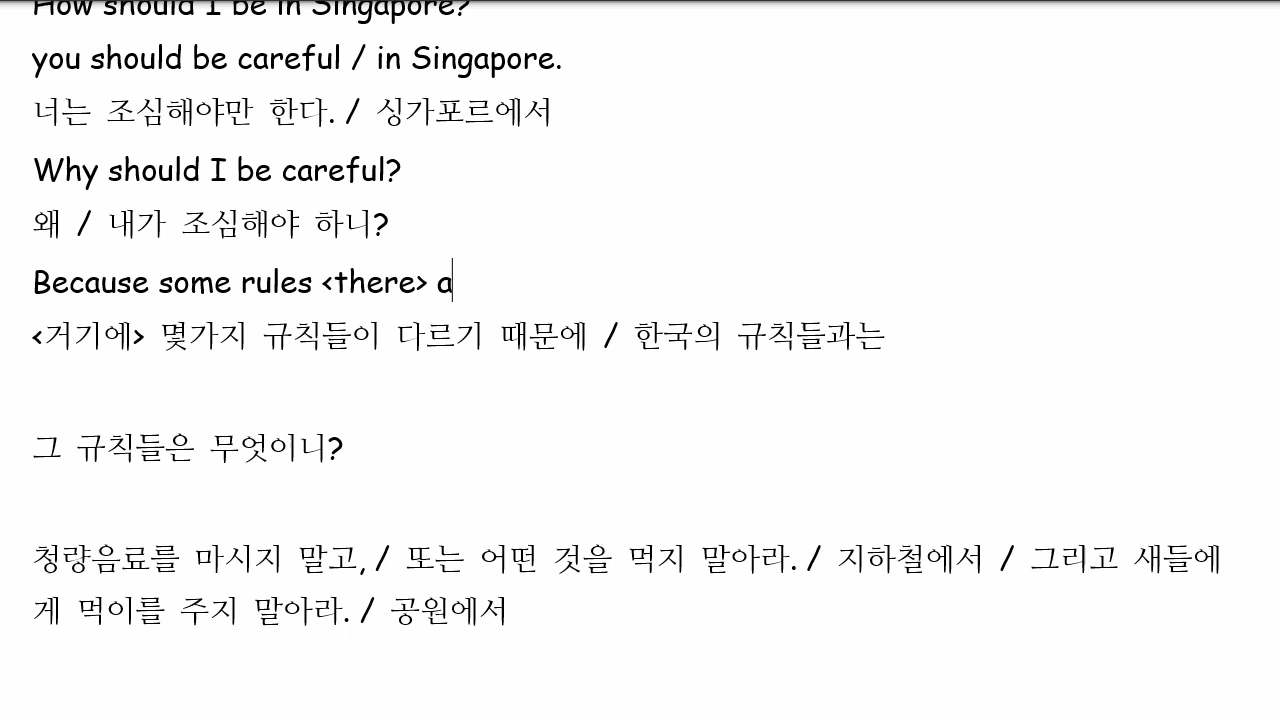 How should I be in Singapore?
you should be careful / in Singapore.
너는 조심해야만 한다. / 싱가포르에서
Why should I be careful?
왜 / 내가 조심해야 하니?
Because some rules <there> a
<거기에> 몇가지 규칙들이 다르기 때문에 / 한국의 규칙들과는
그 규칙들은 무엇이니?
청량음료를 마시지 말고, / 또는 어떤 것을 먹지 말아라. / 지하철에서 / 그리고 새들에
게 먹이를 주지 말아라. / 공원에서